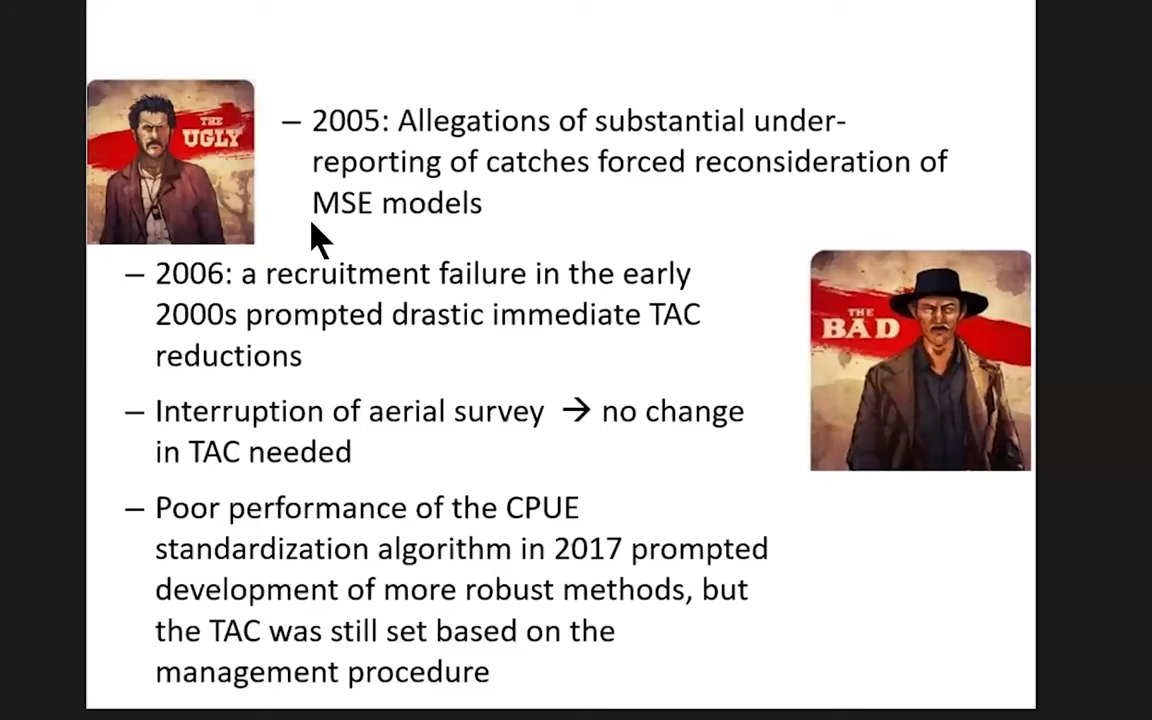 THE
UGLY
– 2005: Allegations of substantial under-
reporting of catches forced reconsideration of
MSE models
– 2006: a recruitment failure in the early
2000s prompted drastic immediate TAC
reductions
THE
BAD
– Interruption of aerial survey → no change
in TAC needed
– Poor performance of the CPUE
standardization algorithm in 2017 prompted
development of more robust methods, but
the TAC was still set based on the
management procedure